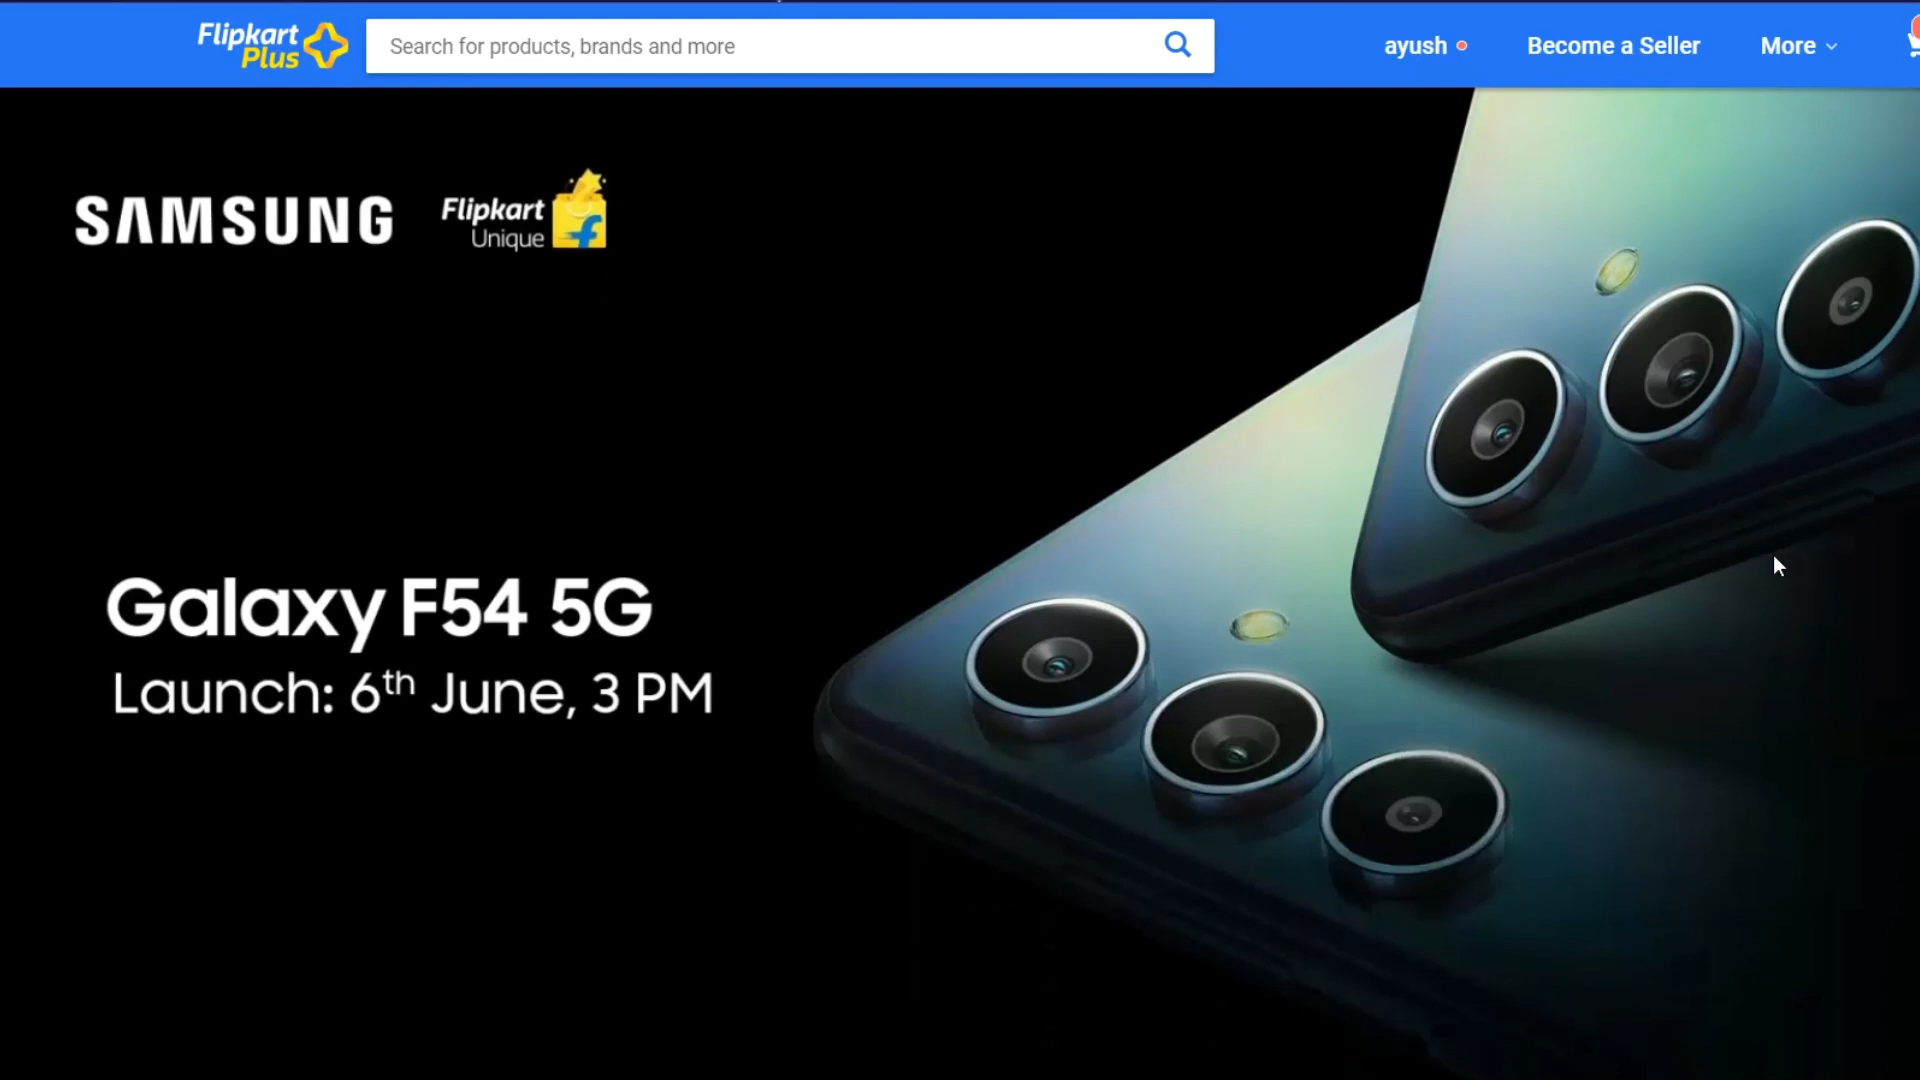 Flipkart
Plus
Search for products, brands and more
ayush
Become a Seller
More
SAMSUNG
Flipkart
Unique
Galaxy F54 5G
Launch: 6th June, 3 PM